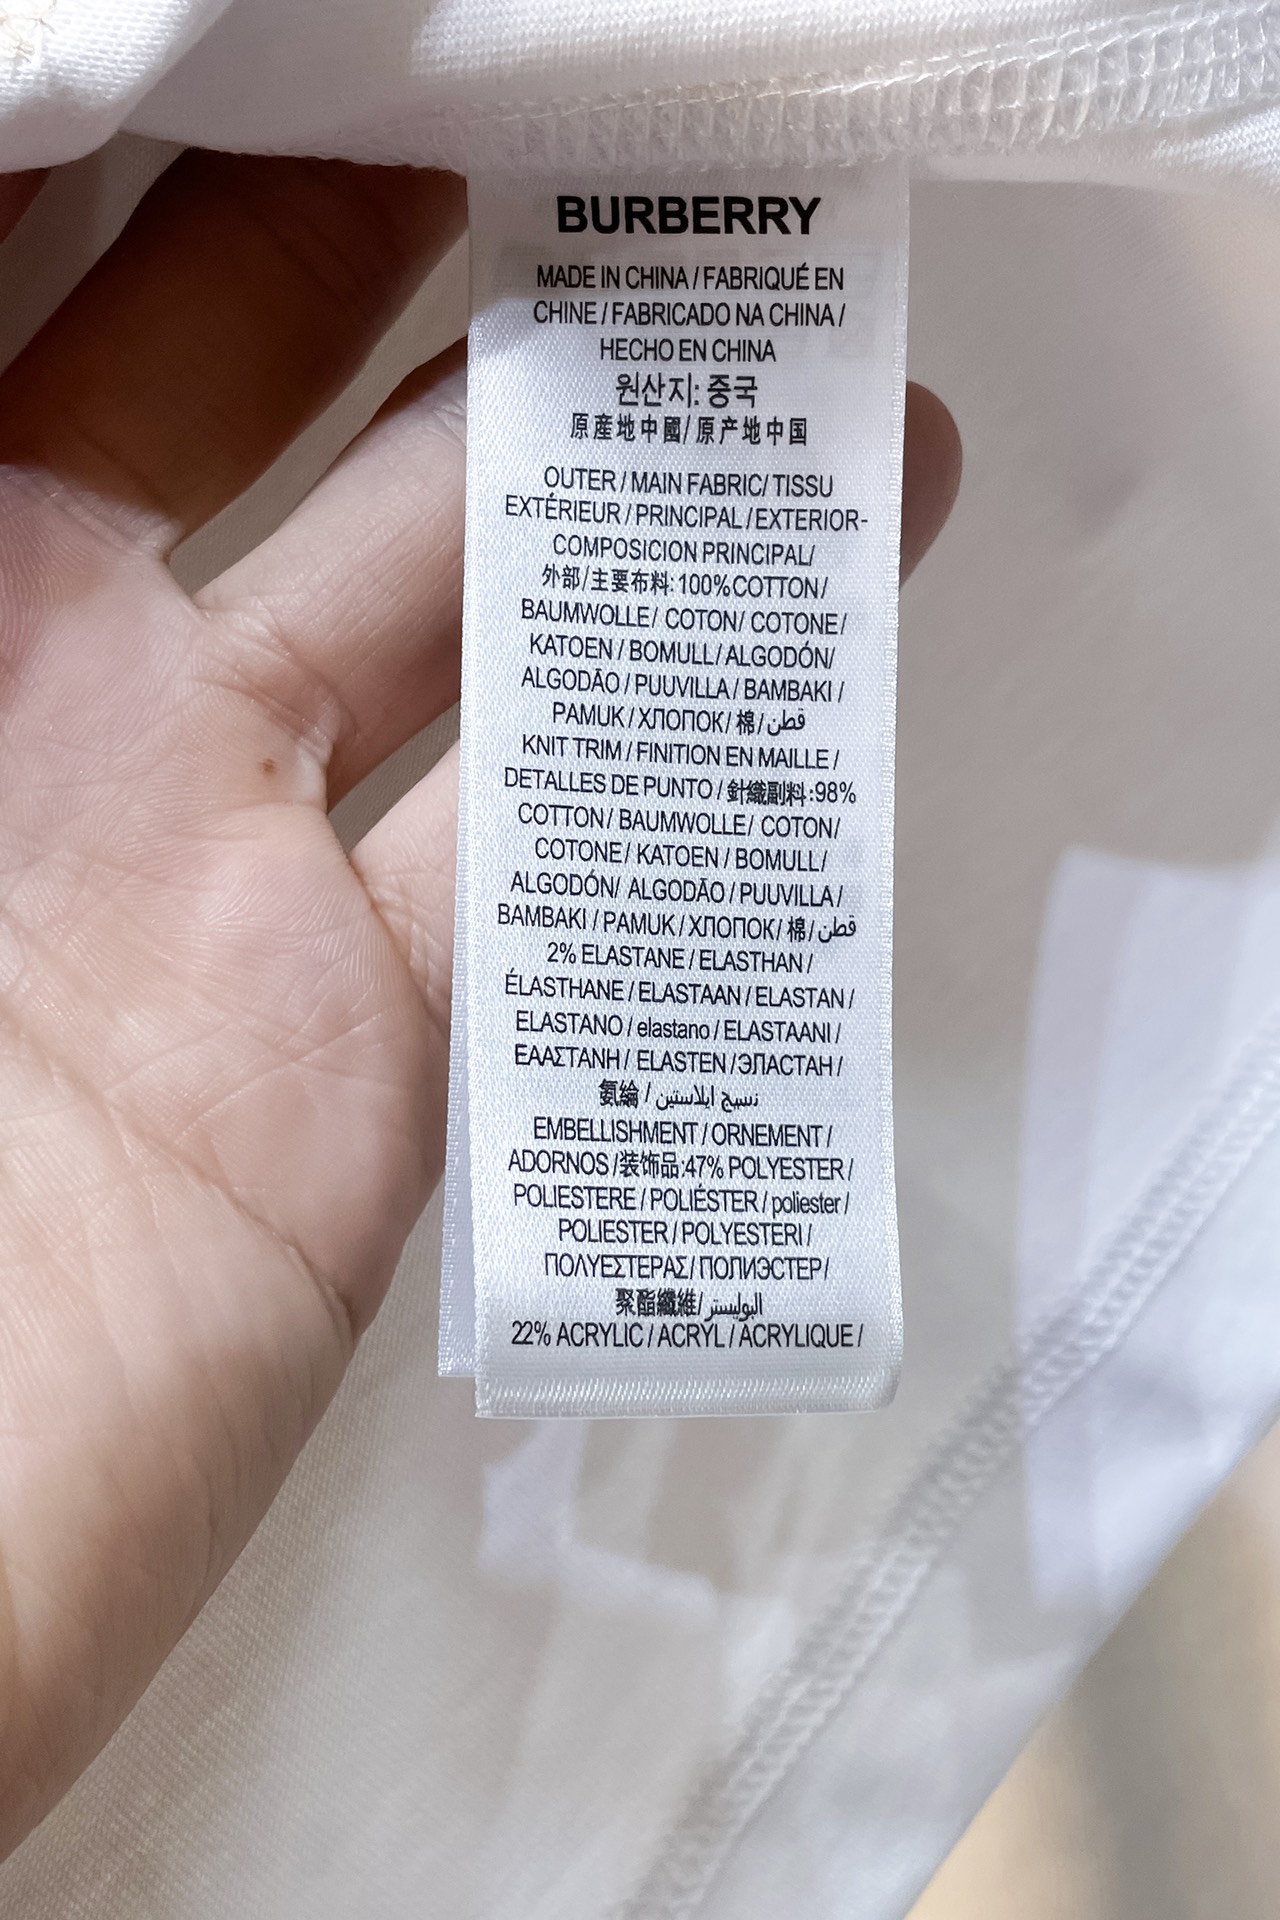 BURBERRY
MADE IN CHINA / FABRIQUÉ EN
CHINE / FABRICADO NA CHINA /
HECHO EN CHINA
원산지: 중국
原產地中國/ 原产地中国
OUTER / MAIN FABRIC/ TISSU
EXTÉRIEUR / PRINCIPAL / EXTERIOR-
COMPOSICION PRINCIPAL/
外部/主要布料: 100%COTTON/
BAUMWOLLE/ COTON/ COTONE/
KATOEN / BOMULL/ ALGODÓN/
ALGODÃO / PUUVILLA / BAMBAKI /
PAMUK / ХЛОПОК/ 棉/ قطن
KNIT TRIM / FINITION EN MAILLE /
DETALLES DE PUNTO / 針織副料:98%
COTTON/ BAUMWOLLE/ COTON/
COTONE/ KATOEN / BOMULL/
ALGODÓN/ ALGODÃO / PUUVILLA /
BAMBAKI / PAMUK / ХЛОПОК/ 棉/ قطن
2% ELASTANE / ELASTHAN /
ÉLASTHANE / ELASTAAN / ELASTAN /
ELASTANO / elastano / ELASTAANI /
ΕΑΑΣΤΑΝΗ / ELASTEN /ЭЛАСТАН /
氨綸 / نسيج ايلاستين
EMBELLISHMENT / ORNEMENT /
ADORNOS /装饰品:47% POLYESTER /
POLIESTERE / POLIÉSTER / poliester /
POLIESTER / POLYESTERI /
ΠΟΛΥΕΣΤΕΡΑΣ/ ПОЛИЭСТЕР/
聚酯纖維/ البوليستر
22% ACRYLIC / ACRYL / ACRYLIQUE /